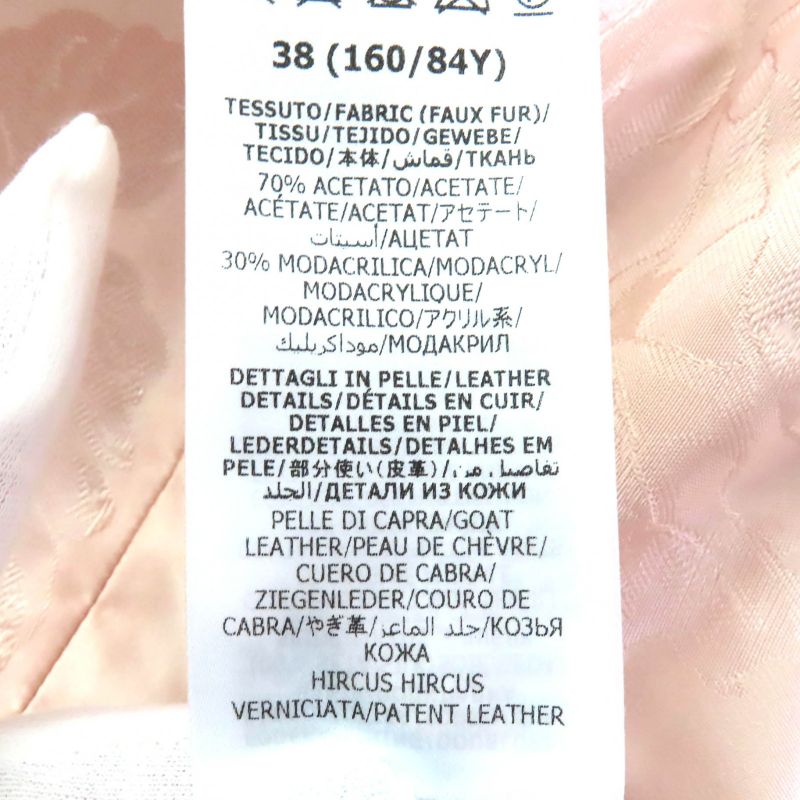 38 (160/84Y)
TESSUTO/FABRIC (FAUX FUR)/
TISSU/TEJIDO/GEWEBE/
TECIDO/本体/قماش/ТКАНЬ
70% ACETATO/ACETATE/
ACÉTATE/ACETAT/アセテート/
أسيتات/АЦЕТАТ
30% MODACRILICA/MODACRYL/
MODACRYLIQUE/
MODACRILICO/アクリル系/
موداكريليك/МОДАКРИЛ
DETTAGLI IN PELLE/LEATHER
DETAILS/DÉTAILS EN CUIR/
DETALLES EN PIEL/
LEDERDETAILS/DETALHES EM
PELE/部分使い(皮革)/تفاصيل من
الجلد/ДЕТАЛИ ИЗ КОЖИ
PELLE DI CAPRA/GOAT
LEATHER/PEAU DE CHÈVRE/
CUERO DE CABRA/
ZIEGENLEDER/COURO DE
CABRA/やぎ革/جلد الماعز/КОЗЬЯ
КОЖА
HIRCUS HIRCUS
VERNICIATA/PATENT LEATHER